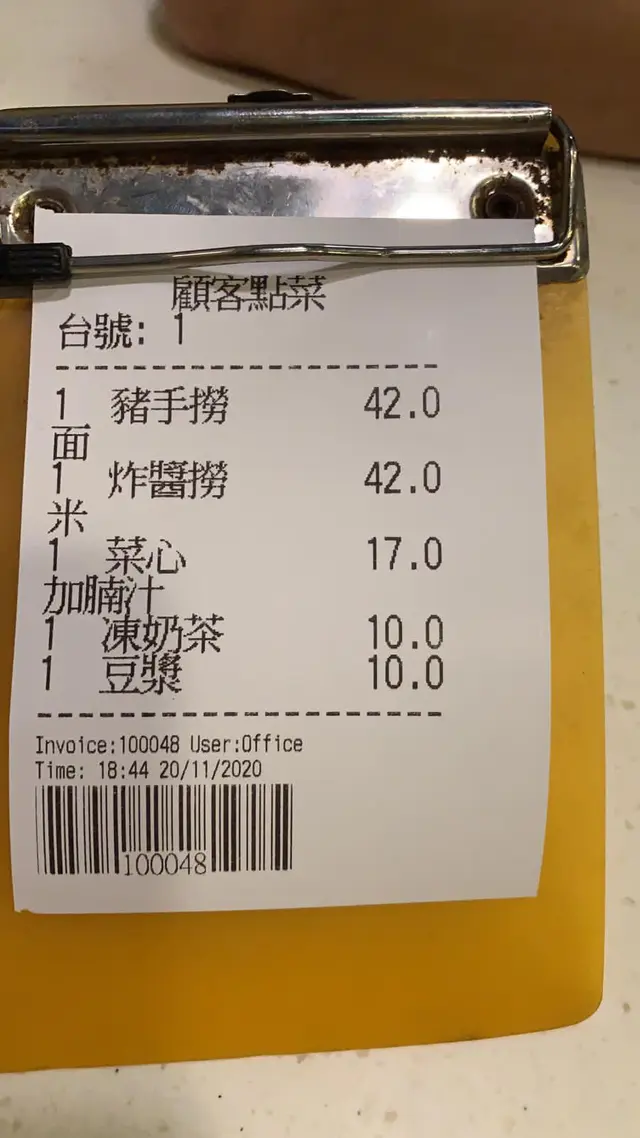 顧客點菜
台號: 1
1 豬手撈 42.0
面
1 炸醬撈 42.0
米
1 菜心 17.0
加腩汁
1 凍奶茶 10.0
1 豆漿 10.0
Invoice:100048 User:Office
Time: 18:44 20/11/2020
100048